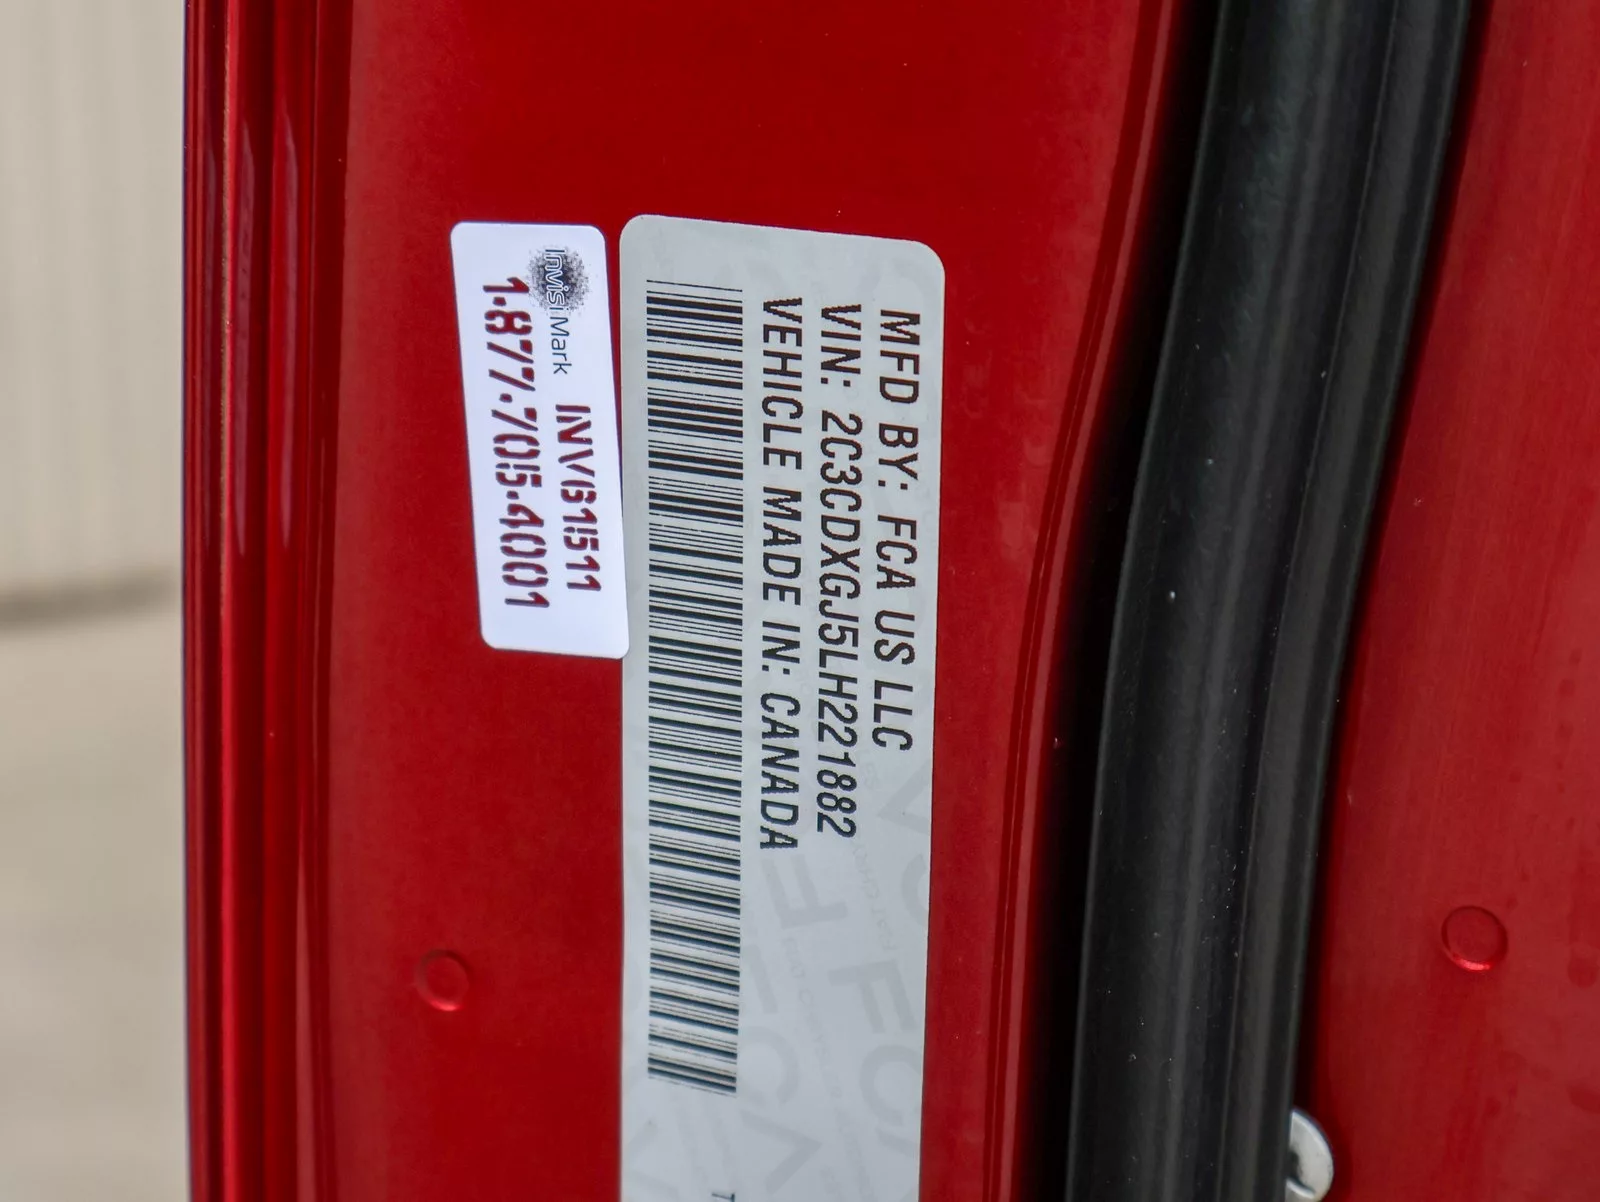 MFD BY: FCA US LLC
VIN: 2C3CDXGJ5LH221882
VEHICLE MADE IN: CANADA
InvisiMark
INV61511
1.877.705.4001